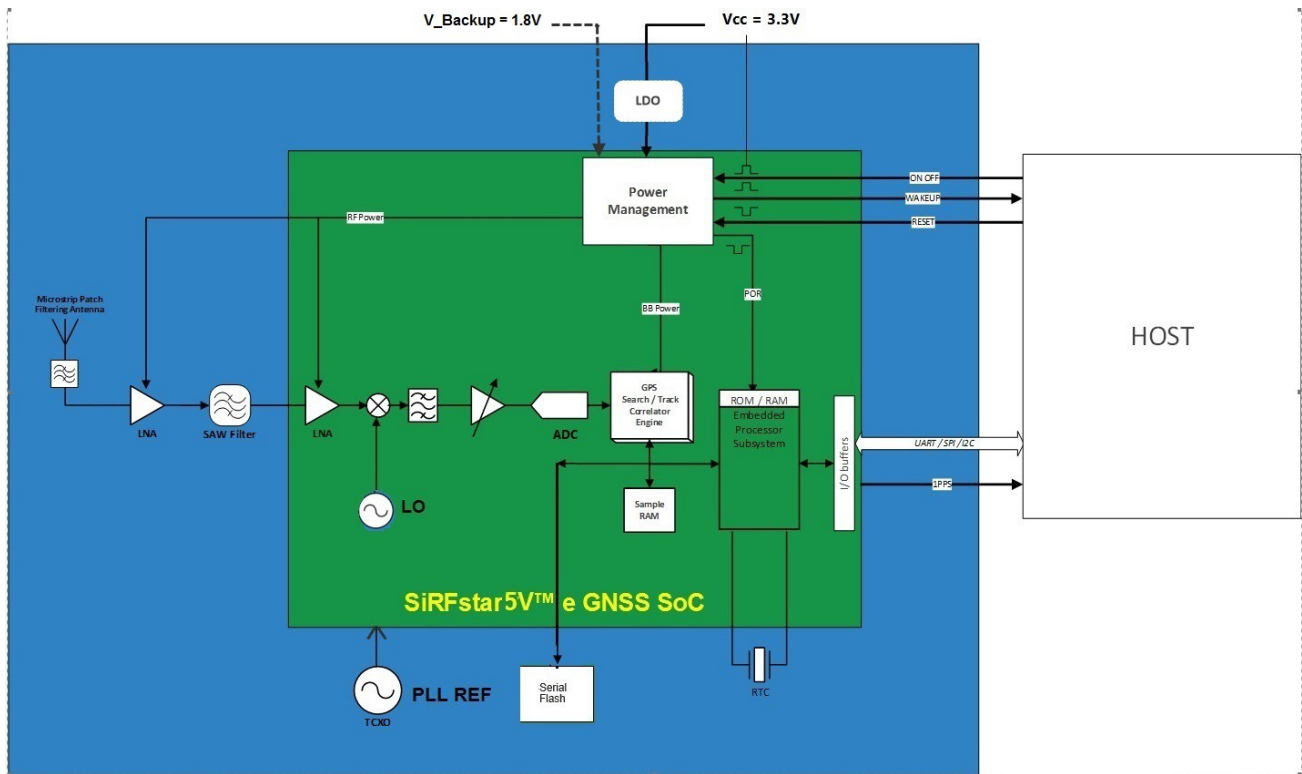 V_Backup = 1.8V
Vcc = 3.3V
LDO
Power
Management
ON OFF
WAKEUP
RESET
RF Power
POR
BB Power
Microstrip Patch
Filtering Antenna
HOST
GPS
Search / Track
Correlator
Engine
ROM / RAM
Embedded
Processor
Subsystem
I/O buffers
LNA
SAW Filter
LNA
ADC
UART / SPI / I2C
1PPS
LO
Sample
RAM
SiRFstar5V™ e GNSS SoC
PLL REF
TCXO
Serial
Flash
RTC